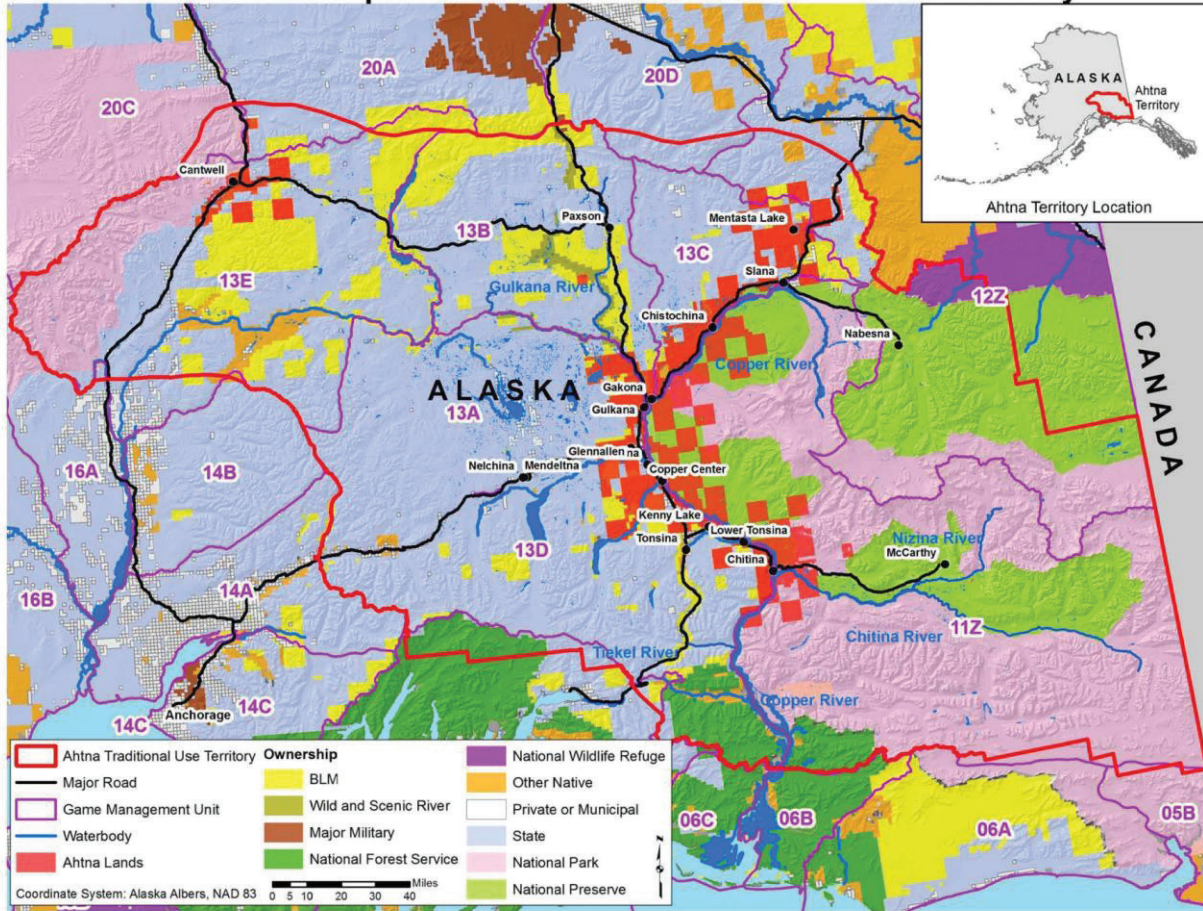 20A
20D
20C
ALASKA
Ahtna
Territory
Ahtna Territory Location
Cantwell
Paxson
Mentasta Lake
13B
13C
13E
Slana
Gulkana River
12Z
Chistochina
Nabesna
Copper River
CANADA
ALASKA
Gakona
13A
Gulkana
16A
14B
Glennallen
Nelchina
Mendeltna
Copper Center
Kenny Lake
Lower Tonsina
13D
Tonsina
Nizina River
McCarthy
Chitina
16B
14A
11Z
Chitina River
Tiekel River
Copper River
14C
14C
Anchorage
06C
06B
06A
05B
Ahtna Traditional Use Territory
Major Road
Game Management Unit
Waterbody
Ahtna Lands
Ownership
BLM
Wild and Scenic River
Major Military
National Forest Service
National Wildlife Refuge
Other Native
Private or Municipal
State
National Park
National Preserve
Coordinate System: Alaska Albers, NAD 83
Miles
0 5 10 20 30 40